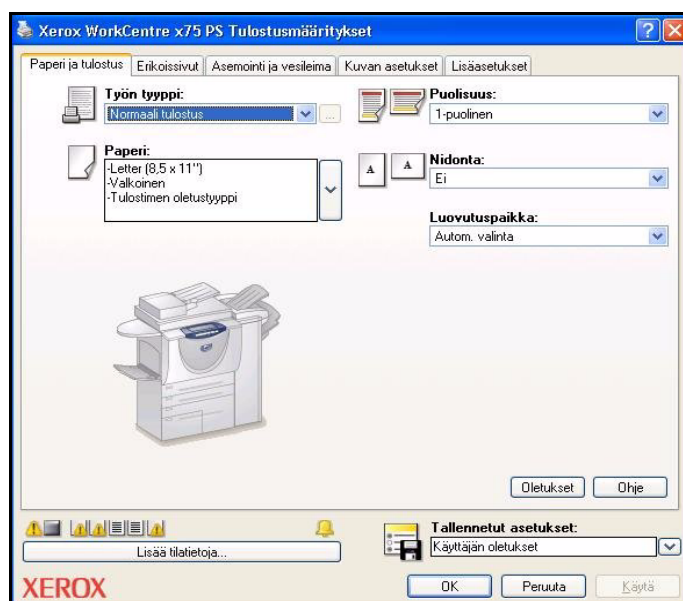 Xerox WorkCentre x75 PS Tulostusmääritykset
Paperi ja tulostus Erikoissivut Asemointi ja vesileima Kuvan asetukset Lisäasetukset
Työn tyyppi:
Normaali tulostus
...
Puolisuus:
1-puolinen
Paperi:
-Letter (8,5 x 11")
-Valkoinen
-Tulostimen oletustyyppi
A A
Nidonta:
Ei
Luovutuspaikka:
Autom. valinta
Oletukset Ohje
Lisää tilatietoja...
Tallennetut asetukset:
Käyttäjän oletukset
XEROX
OK Peruuta Käytä